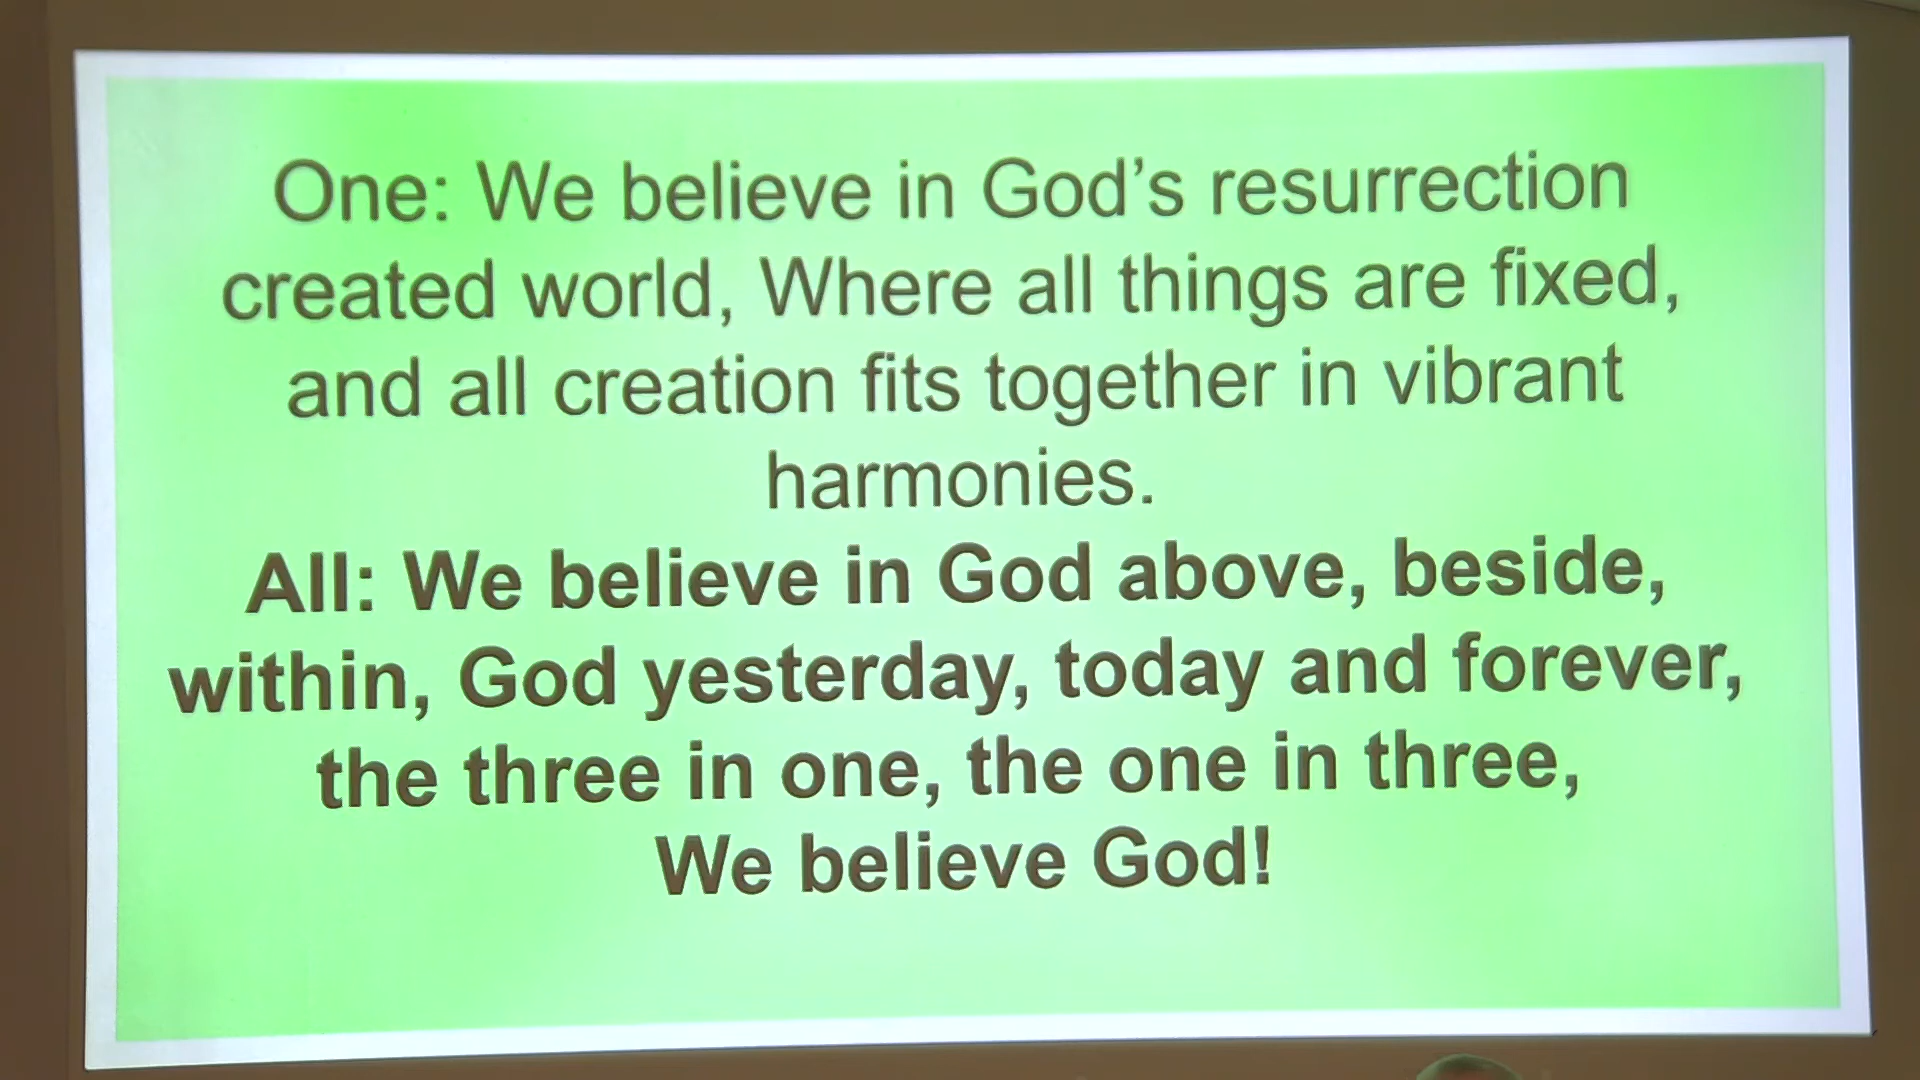 One: We believe in God’s resurrection
created world, Where all things are fixed,
and all creation fits together in vibrant
harmonies.
All: We believe in God above, beside,
within, God yesterday, today and forever,
the three in one, the one in three,
We believe God!